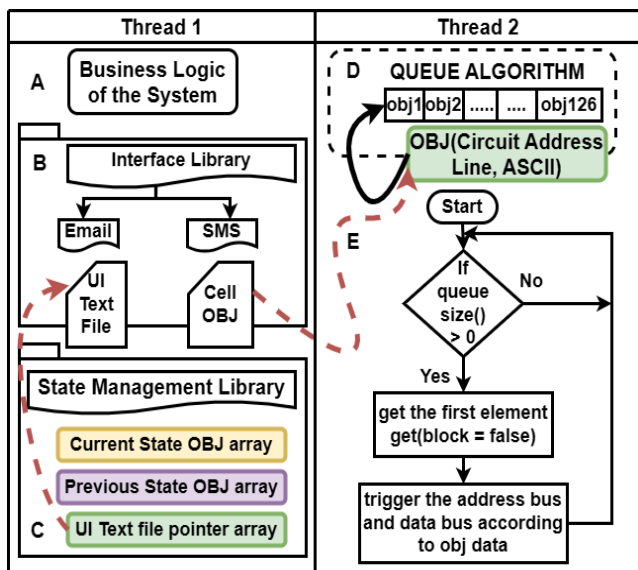 Thread 1
Thread 2
A
Business Logic
of the System
B
Interface Library
Email
SMS
UI
Text
File
Cell
OBJ
State Management Library
Current State OBJ array
Previous State OBJ array
C
UI Text file pointer array
D
QUEUE ALGORITHM
obj1 obj2 ..... .... obj126
OBJ(Circuit Address
Line, ASCII)
E
Start
If
queue
size()
> 0
No
Yes
get the first element
get(block = false)
trigger the address bus
and data bus according
to obj data